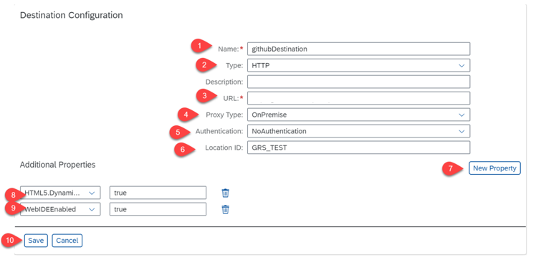 Destination Configuration
1 Name:* githubDestination
2 Type: HTTP
Description:
3 URL:*
4 Proxy Type: OnPremise
5 Authentication: NoAuthentication
6 Location ID: GRS_TEST
Additional Properties
7 New Property
8 HTML5.Dynami... true
9 WebIDEEnabled true
10 Save Cancel